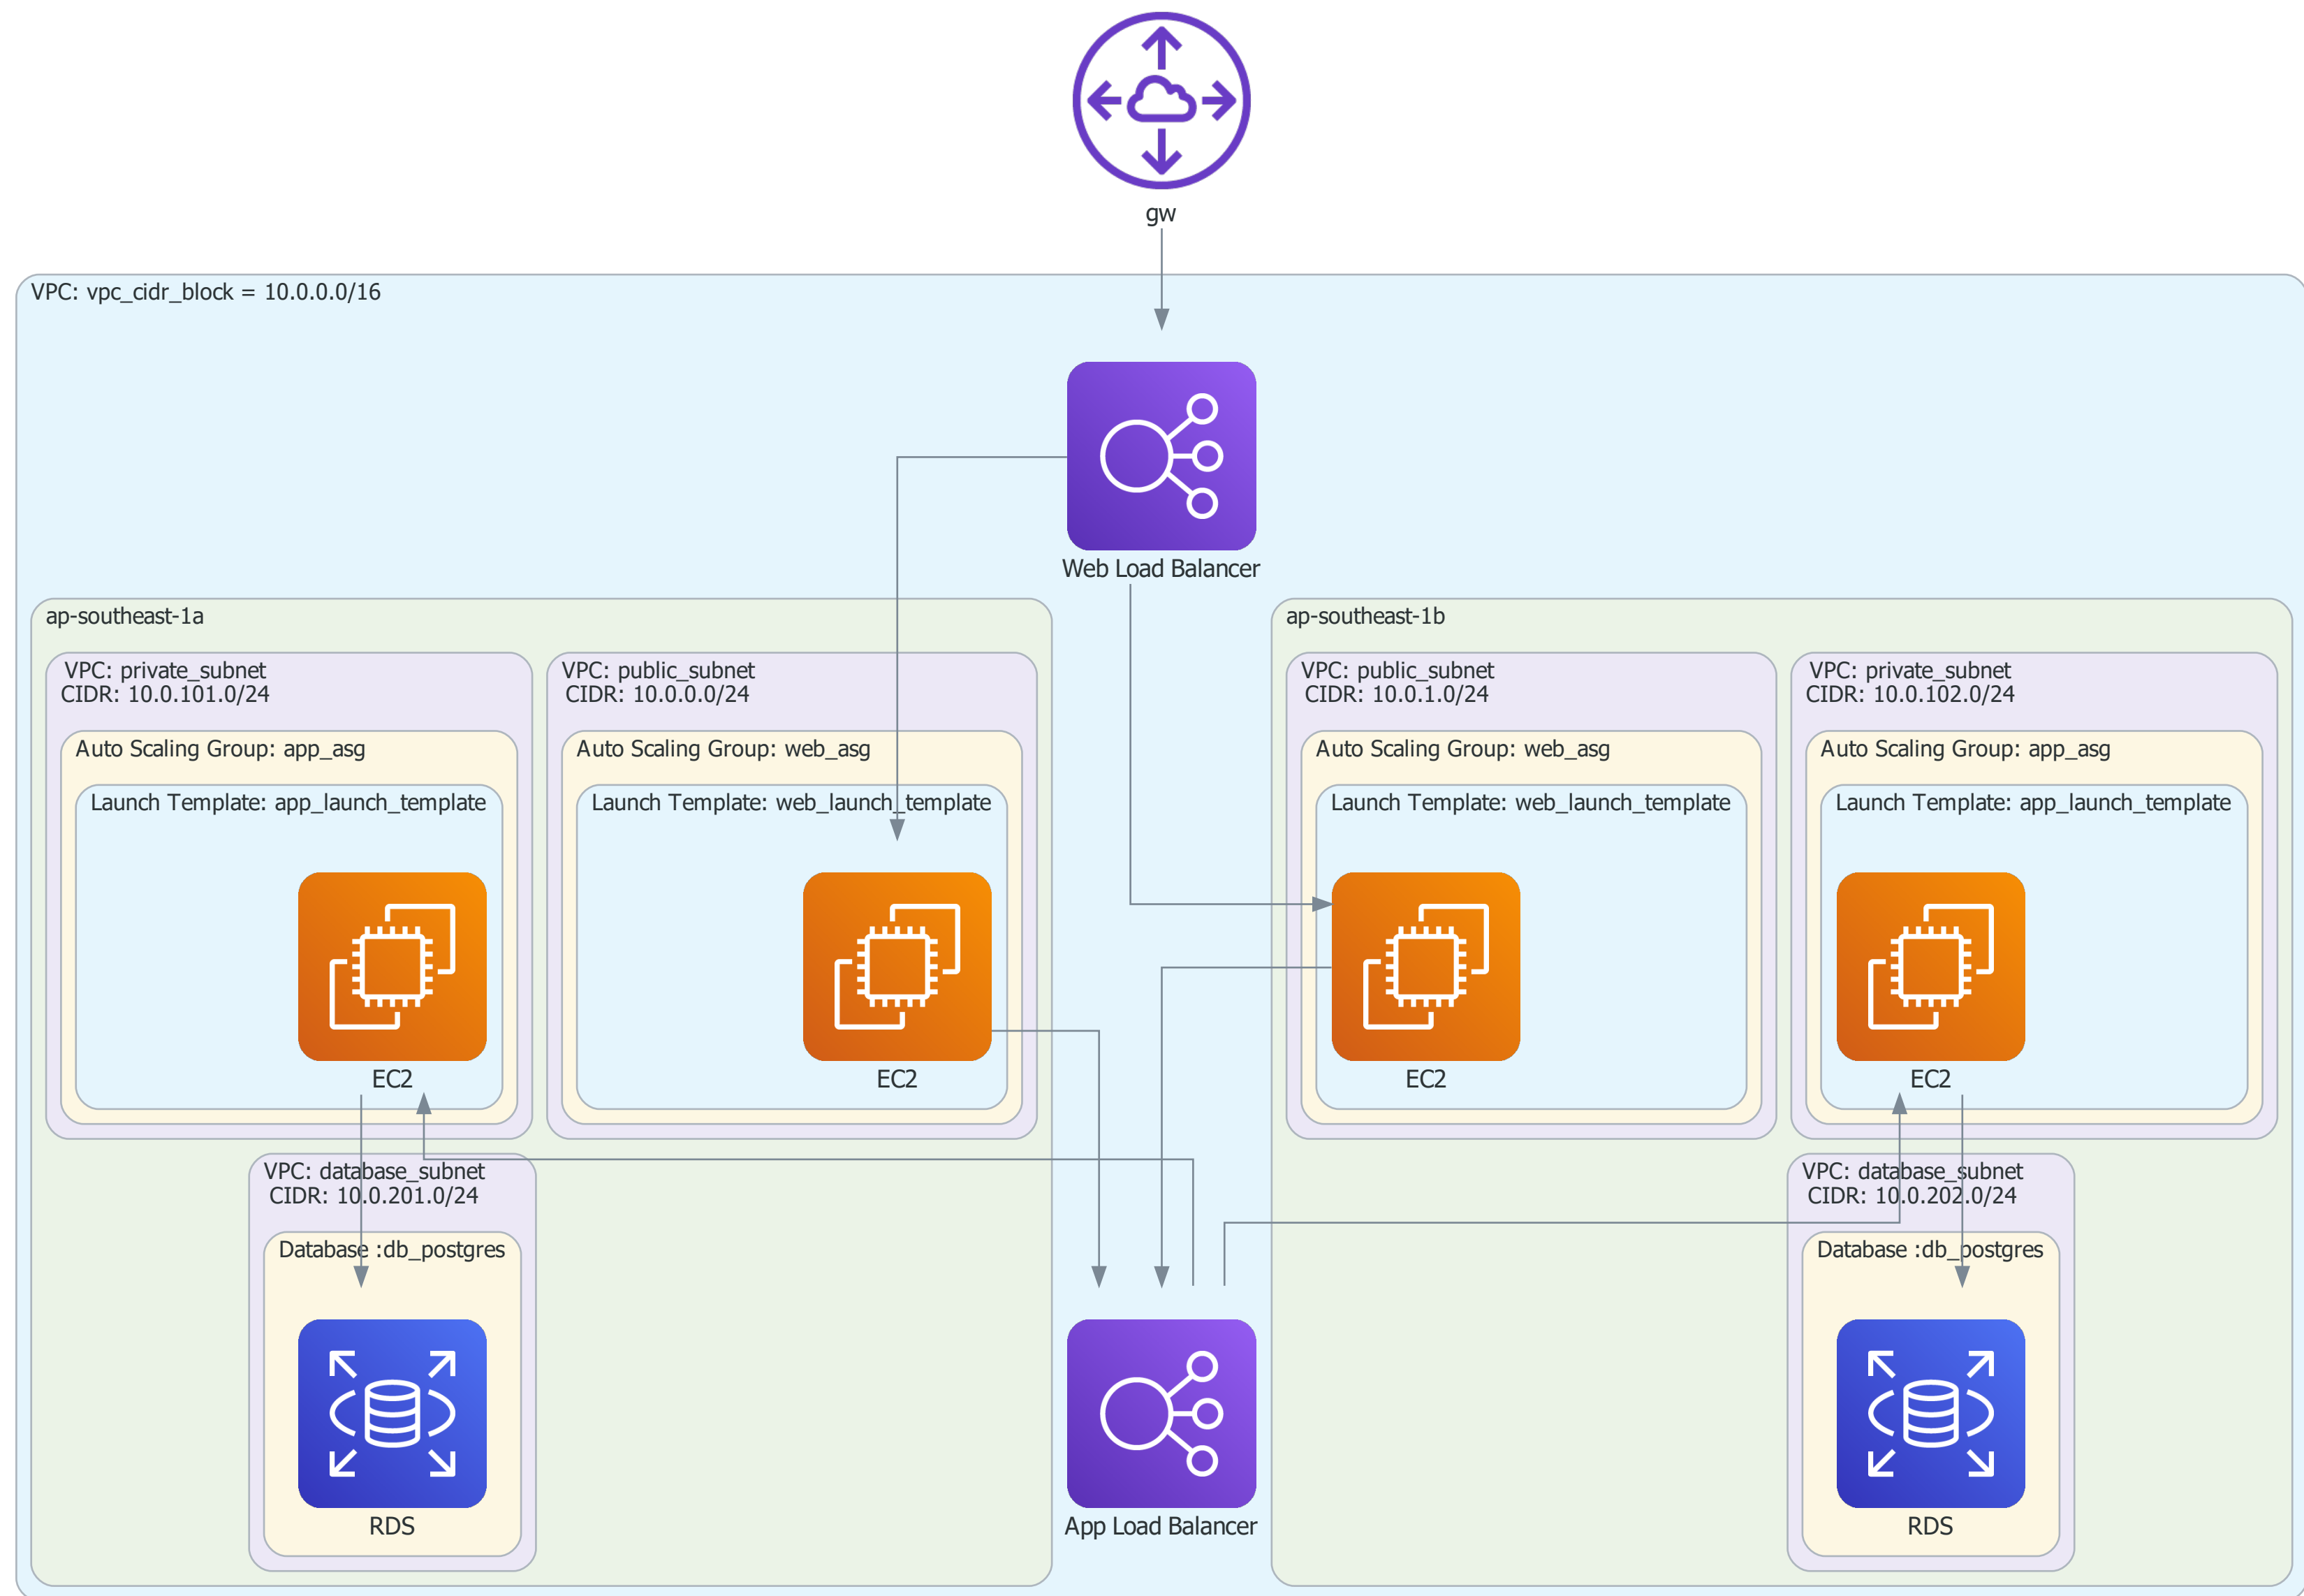 gw
VPC: vpc_cidr_block = 10.0.0.0/16
Web Load Balancer
ap-southeast-1a
VPC: private_subnet
CIDR: 10.0.101.0/24
Auto Scaling Group: app_asg
Launch Template: app_launch_template
EC2
VPC: public_subnet
CIDR: 10.0.0.0/24
Auto Scaling Group: web_asg
Launch Template: web_launch_template
EC2
VPC: database_subnet
CIDR: 10.0.201.0/24
Database :db_postgres
RDS
App Load Balancer
ap-southeast-1b
VPC: public_subnet
CIDR: 10.0.1.0/24
Auto Scaling Group: web_asg
Launch Template: web_launch_template
EC2
VPC: private_subnet
CIDR: 10.0.102.0/24
Auto Scaling Group: app_asg
Launch Template: app_launch_template
EC2
VPC: database_subnet
CIDR: 10.0.202.0/24
Database :db_postgres
RDS